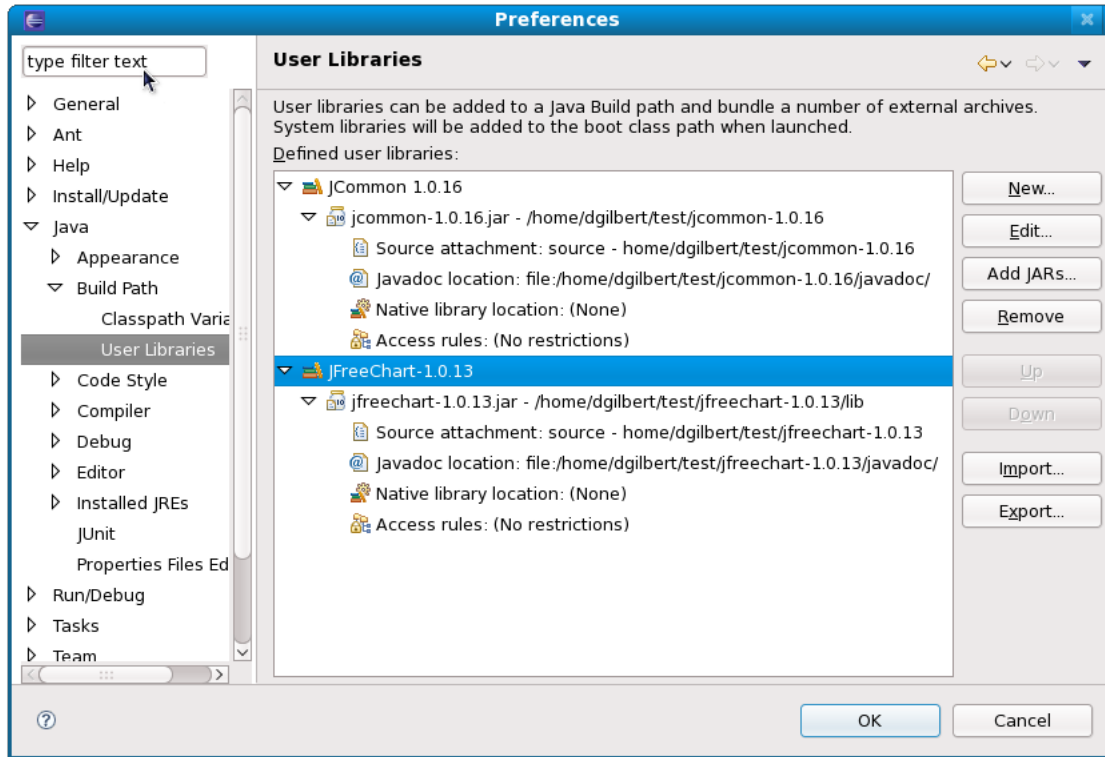 Preferences
type filter text
General
Ant
Help
Install/Update
Java
Appearance
Build Path
Classpath Varia
User Libraries
Code Style
Compiler
Debug
Editor
Installed JREs
JUnit
Properties Files Ed
Run/Debug
Tasks
Team
User Libraries
User libraries can be added to a Java Build path and bundle a number of external archives.
System libraries will be added to the boot class path when launched.
Defined user libraries:
JCommon 1.0.16
jcommon-1.0.16.jar - /home/dgilbert/test/jcommon-1.0.16
Source attachment: source - home/dgilbert/test/jcommon-1.0.16
Javadoc location: file:/home/dgilbert/test/jcommon-1.0.16/javadoc/
Native library location: (None)
Access rules: (No restrictions)
JFreeChart-1.0.13
jfreechart-1.0.13.jar - /home/dgilbert/test/jfreechart-1.0.13/lib
Source attachment: source - home/dgilbert/test/jfreechart-1.0.13
Javadoc location: file:/home/dgilbert/test/jfreechart-1.0.13/javadoc/
Native library location: (None)
Access rules: (No restrictions)
New...
Edit...
Add JARs...
Remove
Up
Down
Import...
Export...
OK
Cancel